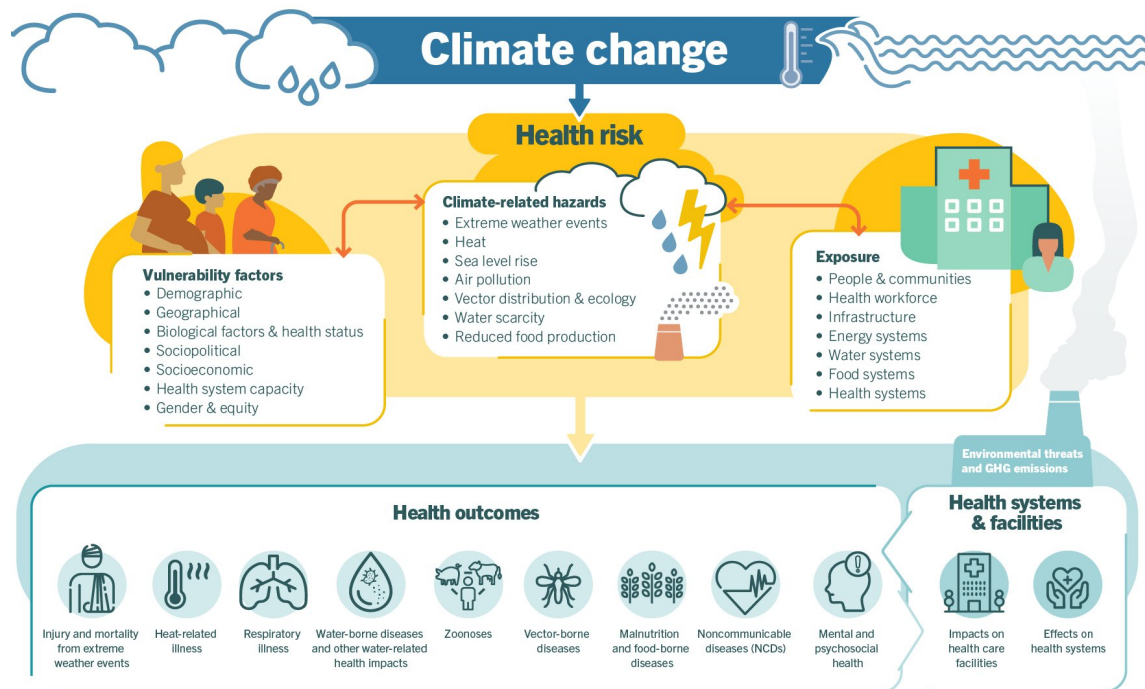 Climate change
Health risk
Vulnerability factors
• Demographic
• Geographical
• Biological factors & health status
• Sociopolitical
• Socioeconomic
• Health system capacity
• Gender & equity
Climate-related hazards
• Extreme weather events
• Heat
• Sea level rise
• Air pollution
• Vector distribution & ecology
• Water scarcity
• Reduced food production
Exposure
• People & communities
• Health workforce
• Infrastructure
• Energy systems
• Water systems
• Food systems
• Health systems
Environmental threats
and GHG emissions
Health outcomes
Injury and mortality
from extreme
weather events
Heat-related
illness
Respiratory
illness
Water-borne diseases
and other water-related
health impacts
Zoonoses
Vector-borne
diseases
Malnutrition
and food-borne
diseases
Noncommunicable
diseases (NCDs)
Mental and
psychosocial
health
Health systems
& facilities
Impacts on
health care
facilities
Effects on
health systems